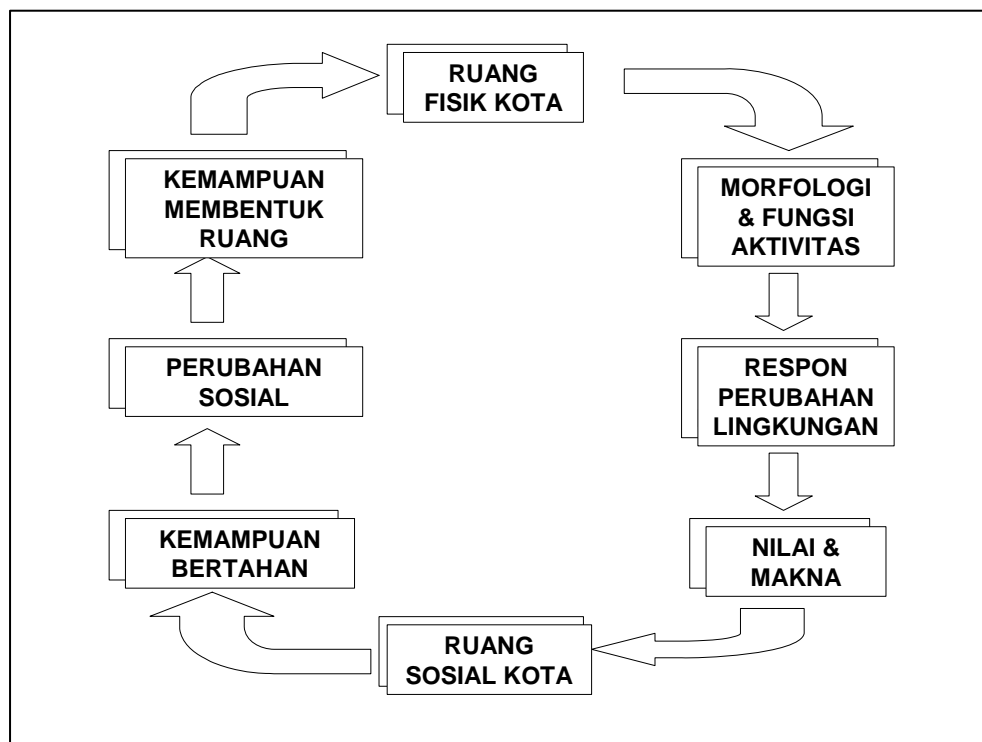 RUANG
FISIK KOTA
MORFOLOGI
& FUNGSI
AKTIVITAS
RESPON
PERUBAHAN
LINGKUNGAN
NILAI &
MAKNA
RUANG
SOSIAL KOTA
KEMAMPUAN
BERTAHAN
PERUBAHAN
SOSIAL
KEMAMPUAN
MEMBENTUK
RUANG